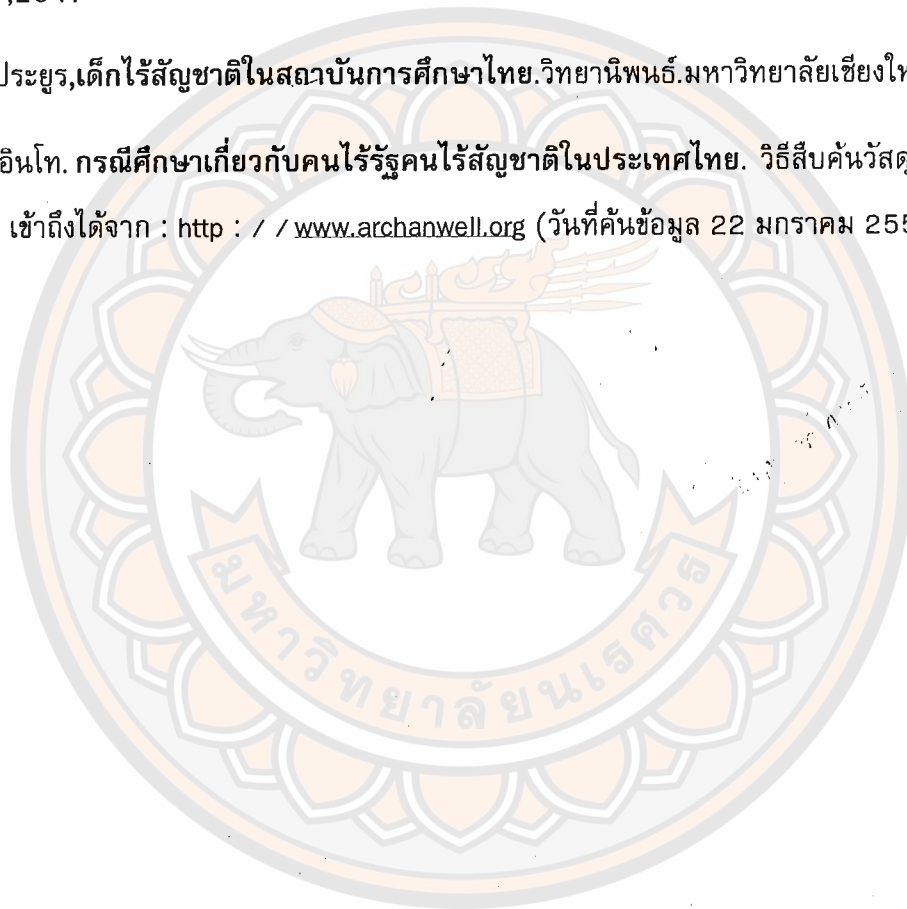 ประยูร,เด็กไร้สัญชาติในสถาบันการศึกษาไทย.วิทยานิพนธ์.มหาวิทยาลัยเชียงให
อินโท. กรณีศึกษาเกี่ยวกับคนไร้รัฐคนไร้สัญชาติในประเทศไทย. วิธีสืบค้นวัสดุ
เข้าถึงได้จาก : http : / / www.archanwell.org (วันที่ค้นข้อมูล 22 มกราคม 255
มหาวิทยาลัยนเรศวร